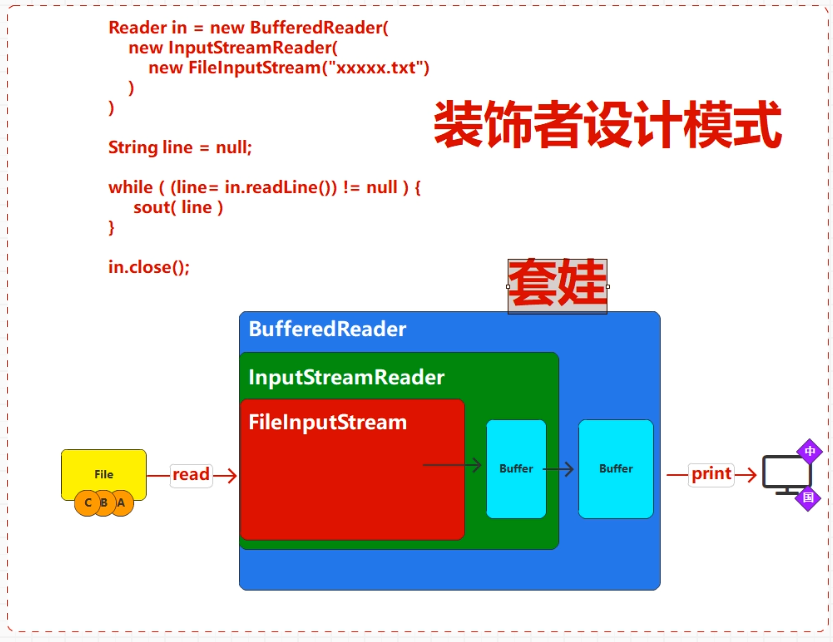 Reader in = new BufferedReader(
new InputStreamReader(
new FileInputStream("xxxxx.txt")
)
)
装饰者设计模式
String line = null;
while ( (line= in.readLine()) != null ) {
sout( line )
}
in.close();
套娃
BufferedReader
InputStreamReader
FileInputStream
File
C B A
read
Buffer
Buffer
print
中
国